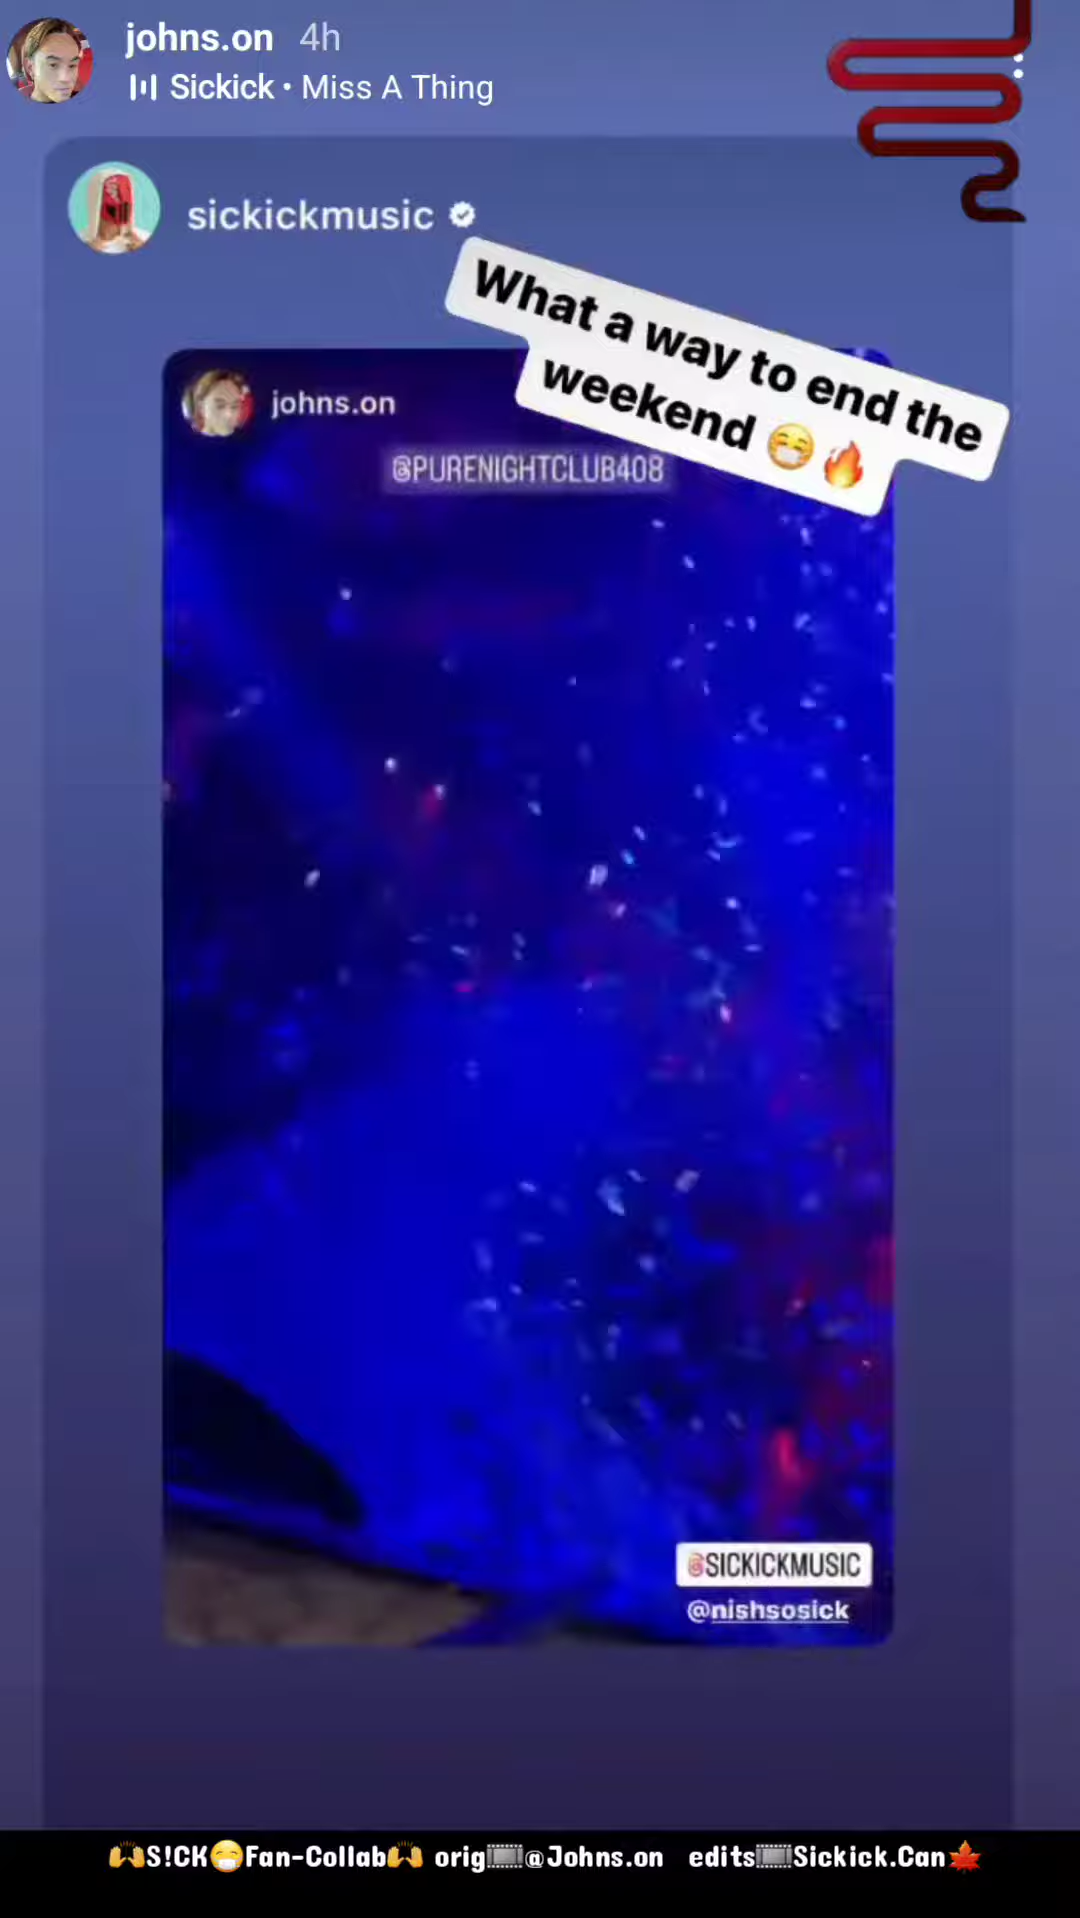 johns.on 4h
Sickick • Miss A Thing
sickickmusic
What a way to end the
weekend 😷🔥
johns.on
@PURENIGHTCLUB408
@SICKICKMUSIC
@nishsosick
🙌S!CK😷Fan-Collab🙌 orig🎞️@Johns.on edits🎞️Sickick.Can🍁